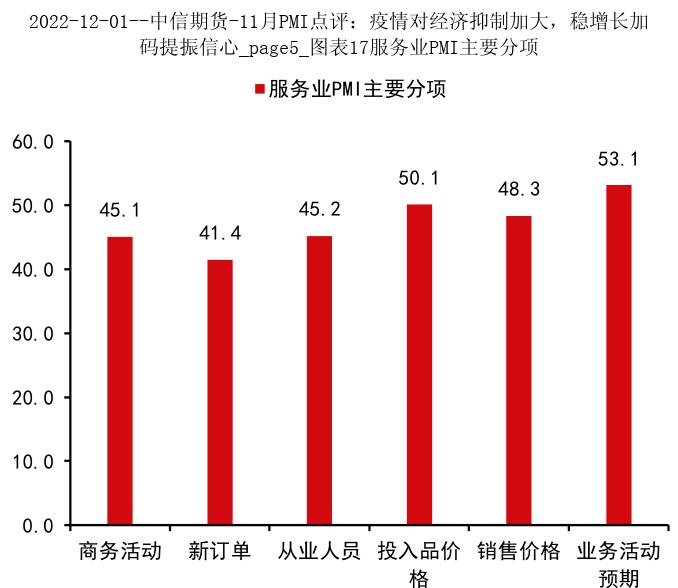 2022-12-01--中信期货-11月PMI点评：疫情对经济抑制加大，稳增长加
码提振信心_page5_图表17服务业PMI主要分项
服务业PMI主要分项
60.0
50.0
40.0
30.0
20.0
10.0
0.0
45.1
41.4
45.2
50.1
48.3
53.1
商务活动
新订单
从业人员
投入品价
格
销售价格
业务活动
预期